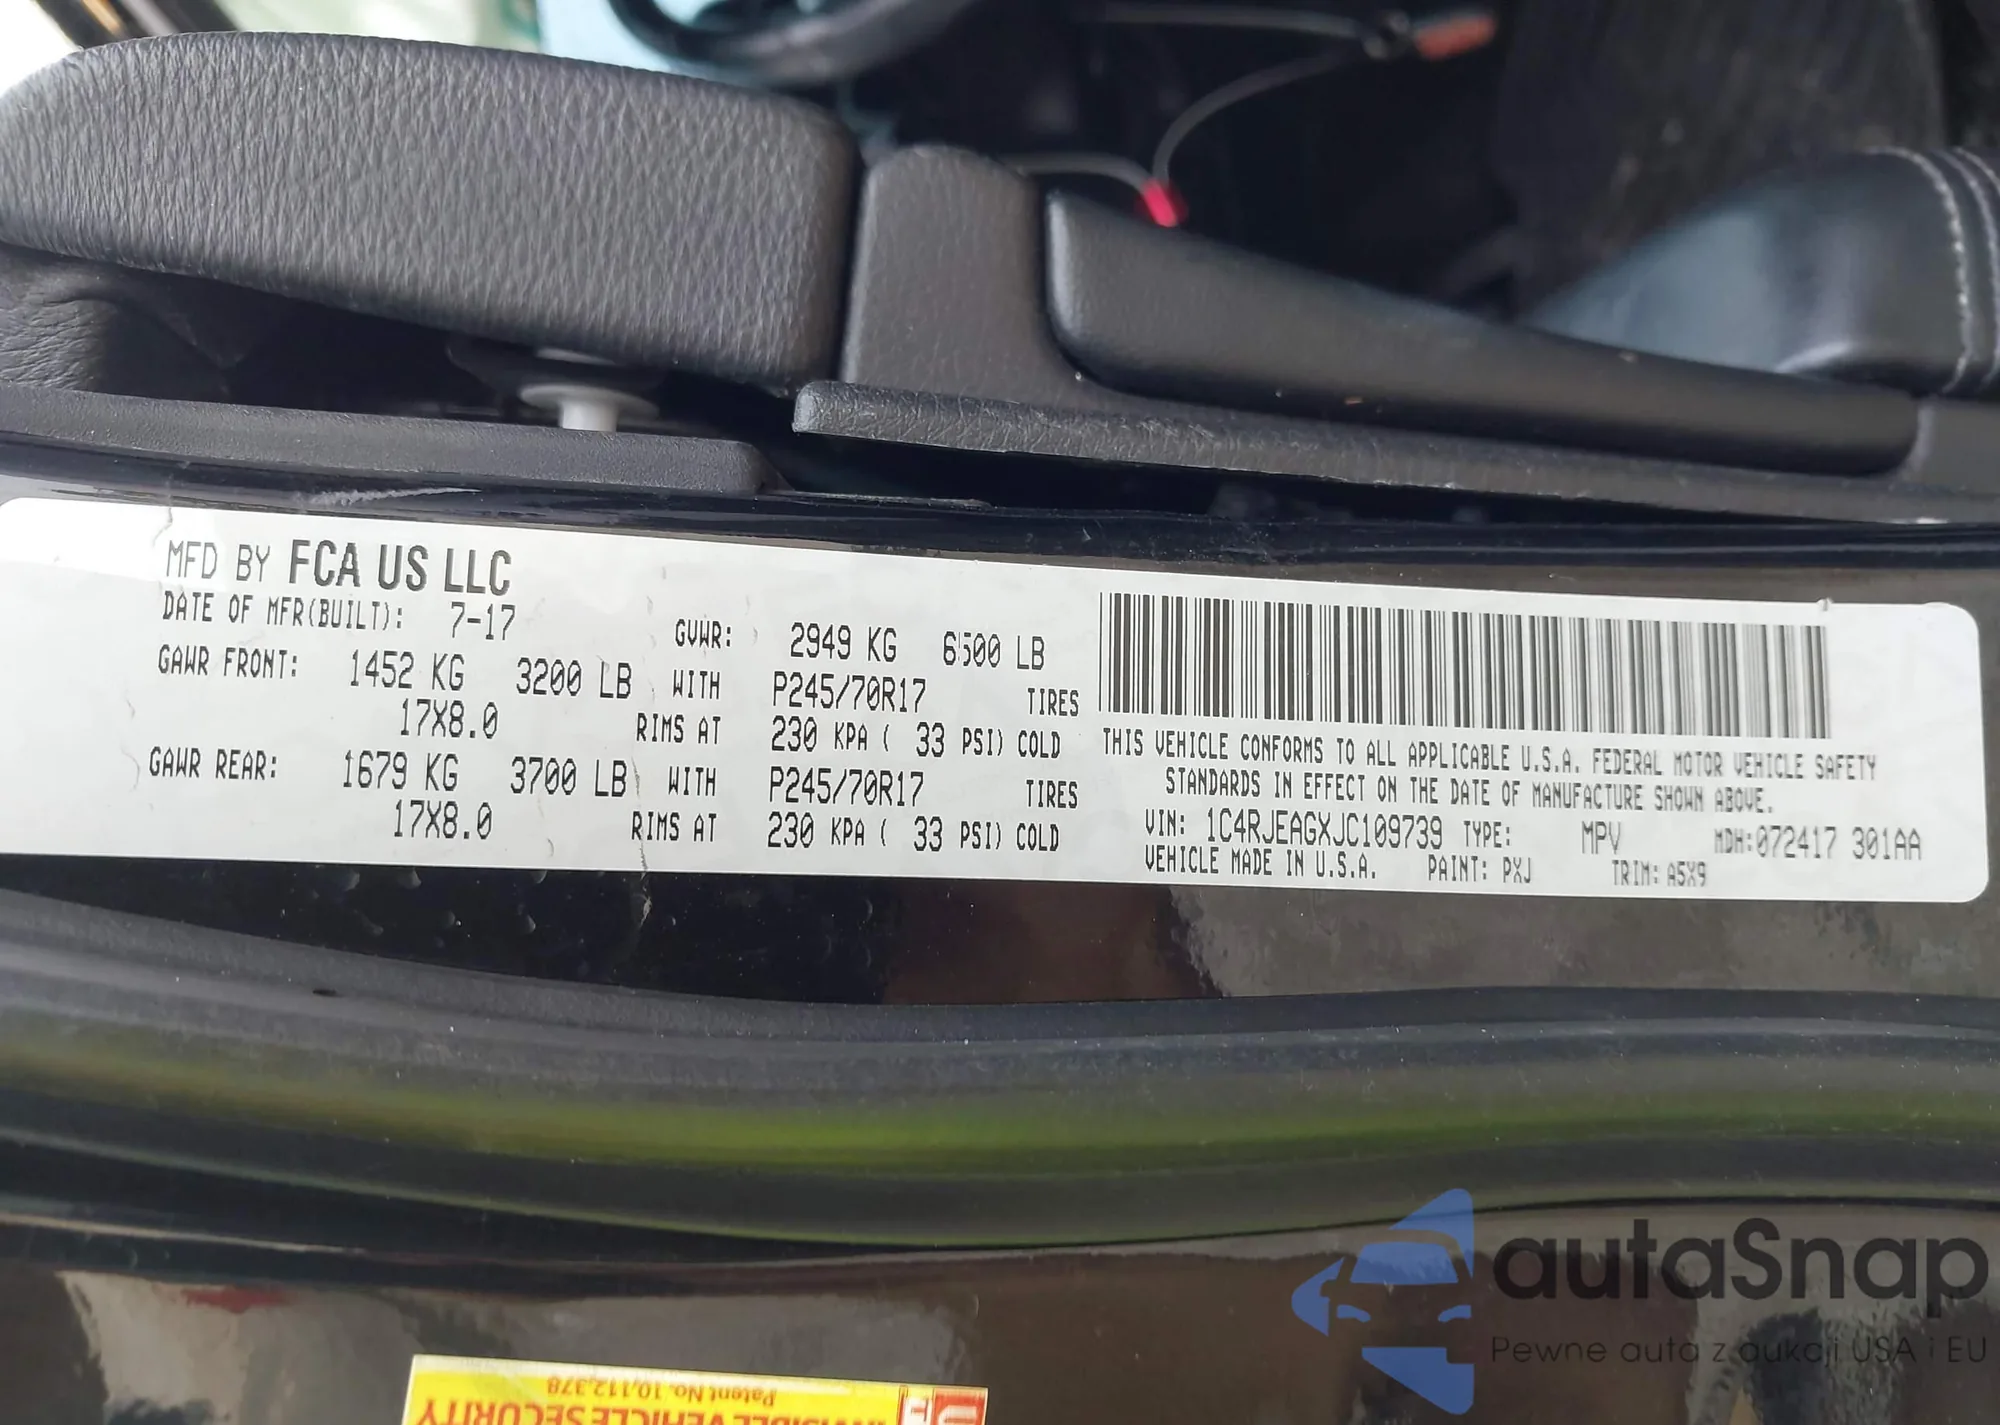 MFD BY FCA US LLC
DATE OF MFR(BUILT): 7-17 GVWR: 2949 KG 6500 LB
GAWR FRONT: 1452 KG 3200 LB WITH P245/70R17 TIRES
17X8.0 RIMS AT 230 KPA ( 33 PSI) COLD
GAWR REAR: 1679 KG 3700 LB WITH P245/70R17 TIRES
17X8.0 RIMS AT 230 KPA ( 33 PSI) COLD
THIS VEHICLE CONFORMS TO ALL APPLICABLE U.S.A. FEDERAL MOTOR VEHICLE SAFETY
STANDARDS IN EFFECT ON THE DATE OF MANUFACTURE SHOWN ABOVE.
VIN: 1C4RJEAGXJC109739 TYPE: MPV MDH:072417 301AA
VEHICLE MADE IN U.S.A. PAINT: PXJ TRIM: A5X9
autaSnap
Pewne auta z aukcji USA i EU
Patent No. 10,112,378
INVISIBLE VEHICLE SECURITY